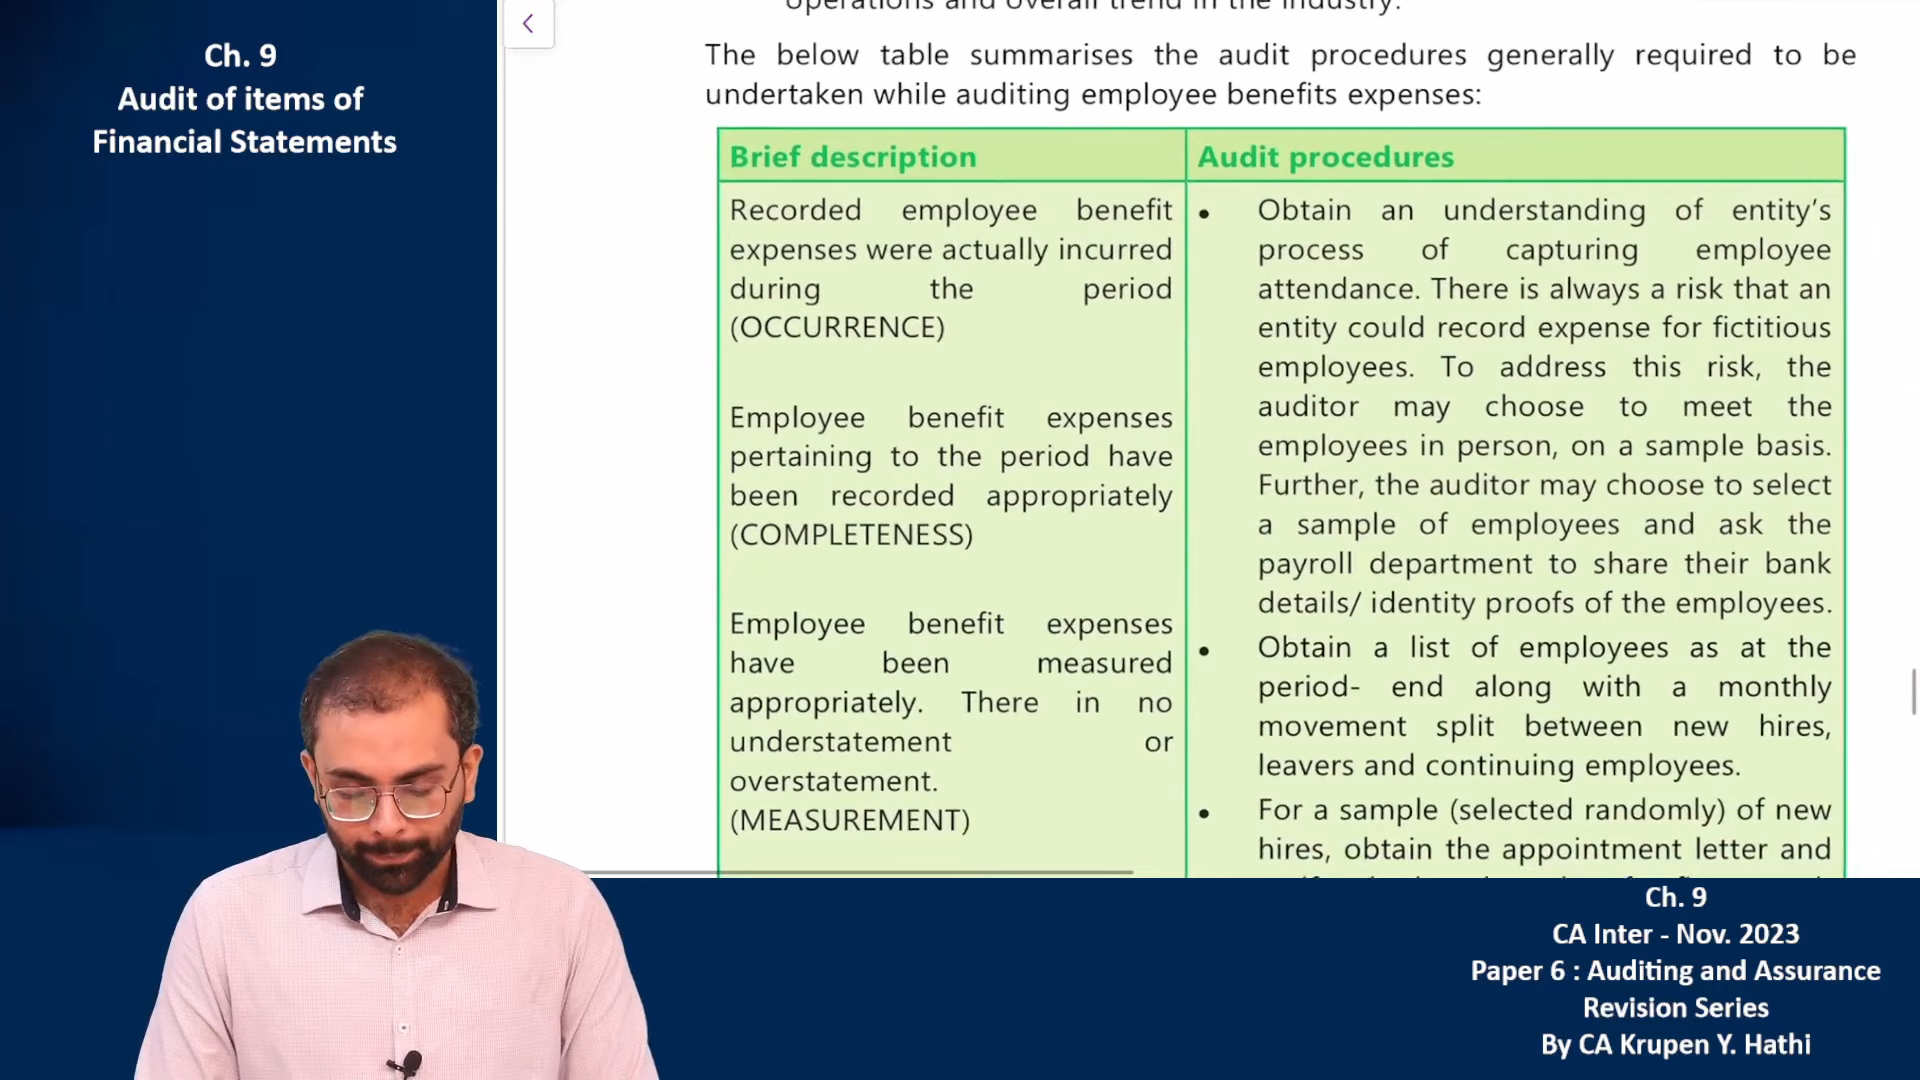 Ch. 9
Audit of items of
Financial Statements
operations and overall trend in the industry.
The below table summarises the audit procedures generally required to be
undertaken while auditing employee benefits expenses:
Brief description
Audit procedures
Recorded employee benefit
expenses were actually incurred
during the period
(OCCURRENCE)
Employee benefit expenses
pertaining to the period have
been recorded appropriately
(COMPLETENESS)
Employee benefit expenses
have been measured
appropriately. There in no
understatement or
overstatement.
(MEASUREMENT)
• Obtain an understanding of entity’s
process of capturing employee
attendance. There is always a risk that an
entity could record expense for fictitious
employees. To address this risk, the
auditor may choose to meet the
employees in person, on a sample basis.
Further, the auditor may choose to select
a sample of employees and ask the
payroll department to share their bank
details/ identity proofs of the employees.
• Obtain a list of employees as at the
period- end along with a monthly
movement split between new hires,
leavers and continuing employees.
• For a sample (selected randomly) of new
hires, obtain the appointment letter and
Ch. 9
CA Inter - Nov. 2023
Paper 6 : Auditing and Assurance
Revision Series
By CA Krupen Y. Hathi